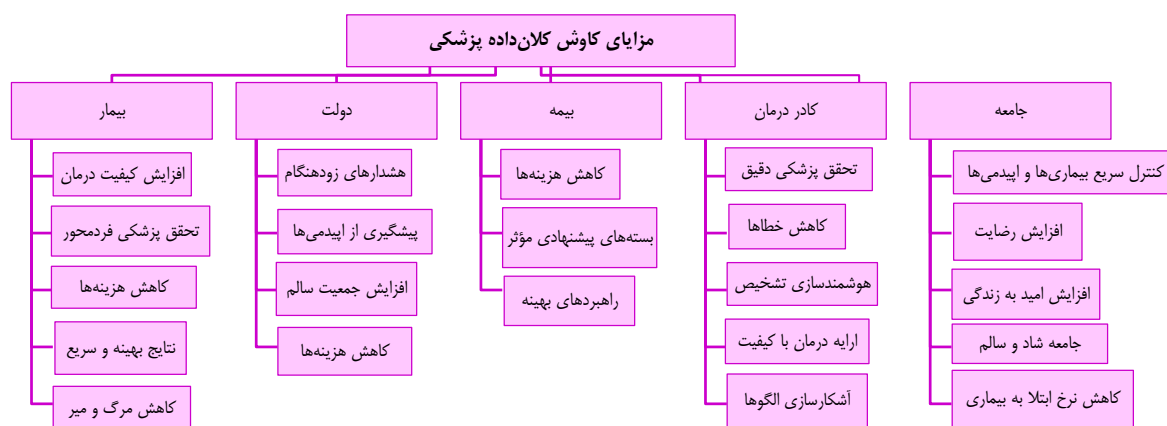 مزایای کاوش کلان‌داده پزشکی
جامعه
کنترل سریع بیماری‌ها و اپیدمی‌ها
افزایش رضایت
افزایش امید به زندگی
جامعه شاد و سالم
کاهش نرخ ابتلا به بیماری
کادر درمان
تحقق پزشکی دقیق
کاهش خطاها
هوشمندسازی تشخیص
ارایه درمان با کیفیت
آشکارسازی الگوها
بیمه
کاهش هزینه‌ها
بسته‌های پیشنهادی مؤثر
راهبردهای بهینه
دولت
هشدارهای زودهنگام
پیشگیری از اپیدمی‌ها
افزایش جمعیت سالم
کاهش هزینه‌ها
بیمار
افزایش کیفیت درمان
تحقق پزشکی فردمحور
کاهش هزینه‌ها
نتایج بهینه و سریع
کاهش مرگ و میر